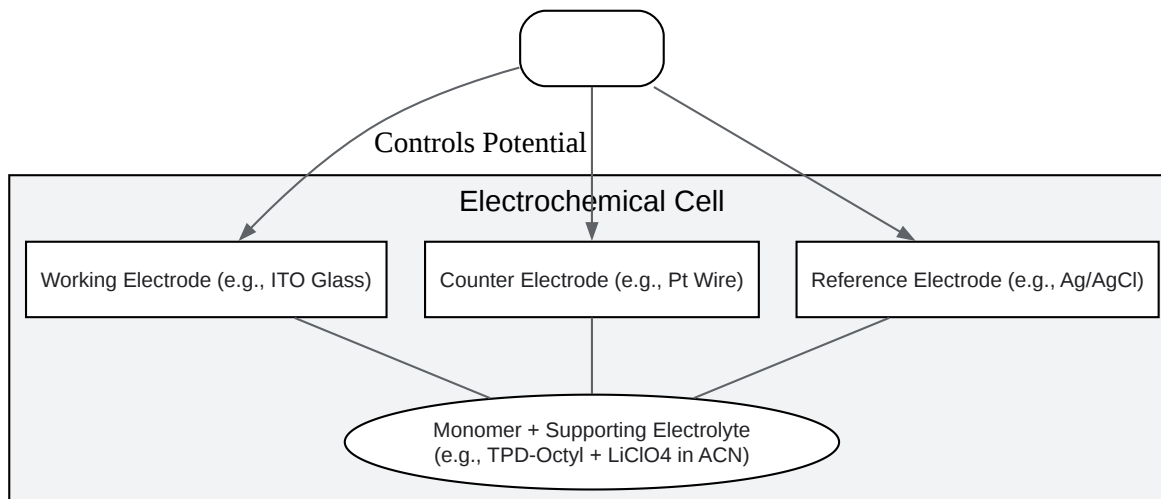 Controls Potential
Electrochemical Cell
Working Electrode (e.g., ITO Glass)
Counter Electrode (e.g., Pt Wire)
Reference Electrode (e.g., Ag/AgCl)
Monomer + Supporting Electrolyte
(e.g., TPD-Octyl + LiClO4 in ACN)